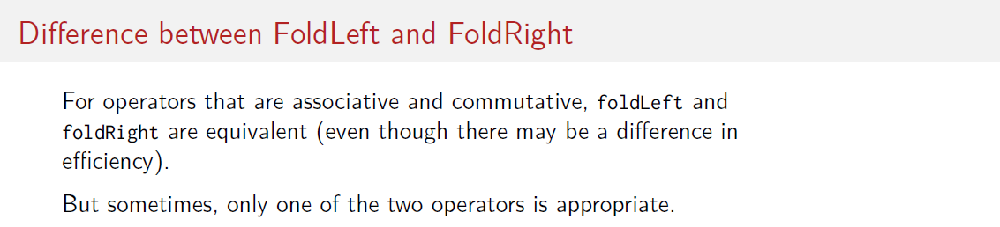 Difference between FoldLeft and FoldRight
For operators that are associative and commutative, foldLeft and
foldRight are equivalent (even though there may be a difference in
efficiency).
But sometimes, only one of the two operators is appropriate.